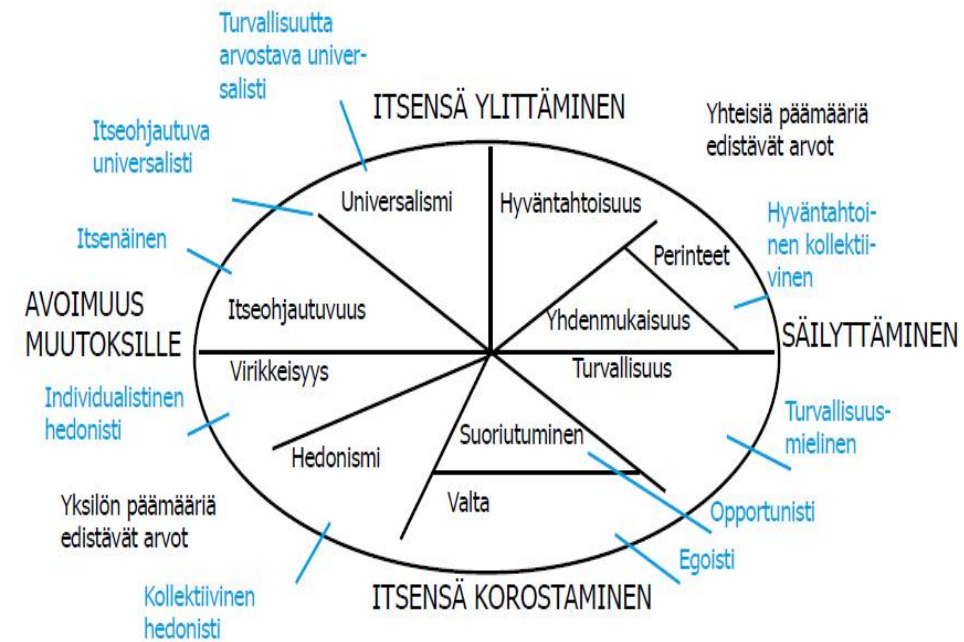 Turvallisuutta
arvostava univer-
salisti
ITSENSÄ YLITTÄMINEN
Yhteisiä päämääriä
edistävät arvot
Itseohjautuva
universalisti
Universalismi
Hyväntahtoisuus
Hyväntahtoi-
nen kollektii-
vinen
Itsenäinen
Perinteet
AVOIMUUS
MUUTOKSILLE
Itseohjautuvuus
Yhdenmukaisuus
SÄILYTTÄMINEN
Virikkeisyys
Turvallisuus
Individualistinen
hedonisti
Turvallisuus-
mielinen
Suoriutuminen
Hedonismi
Valta
Yksilön päämääriä
edistävät arvot
Opportunisti
Egoisti
Kollektiivinen
hedonisti
ITSENSÄ KOROSTAMINEN